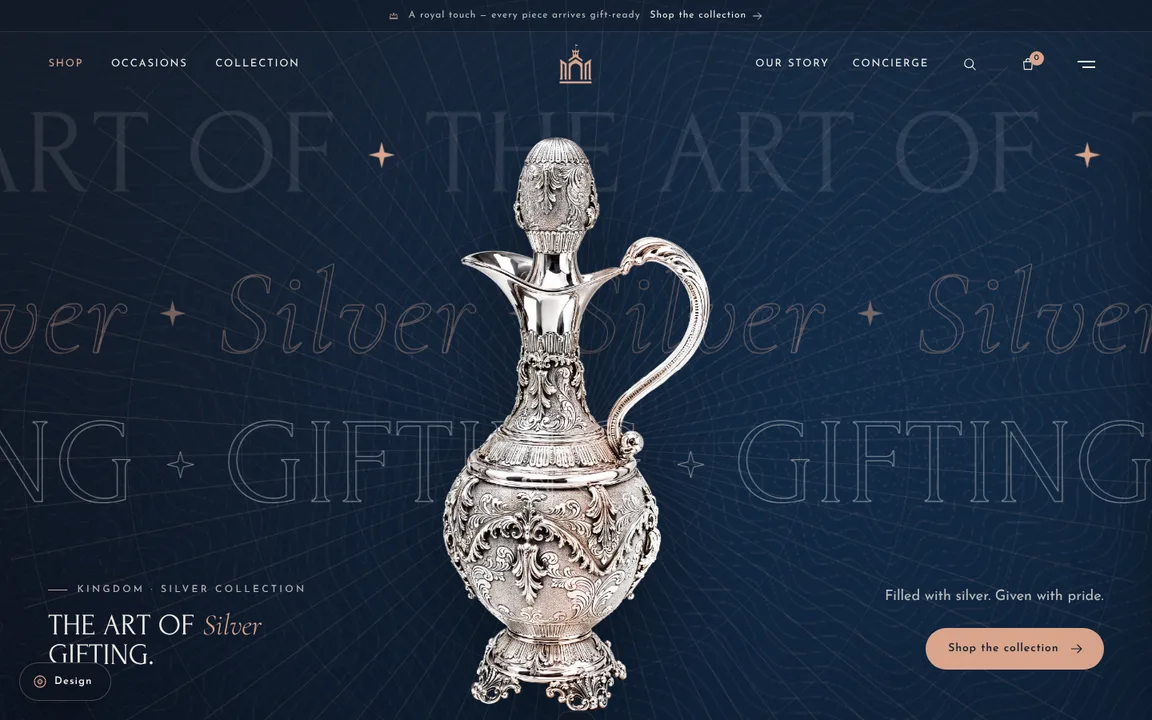 A royal touch — every piece arrives gift-ready Shop the collection
SHOP OCCASIONS COLLECTION
OUR STORY CONCIERGE
0
ART OF THE ART OF
ver Silver Silver Silver
NG GIFTING GIFTING
KINGDOM · SILVER COLLECTION
THE ART OF Silver
GIFTING.
Filled with silver. Given with pride.
Shop the collection
Design